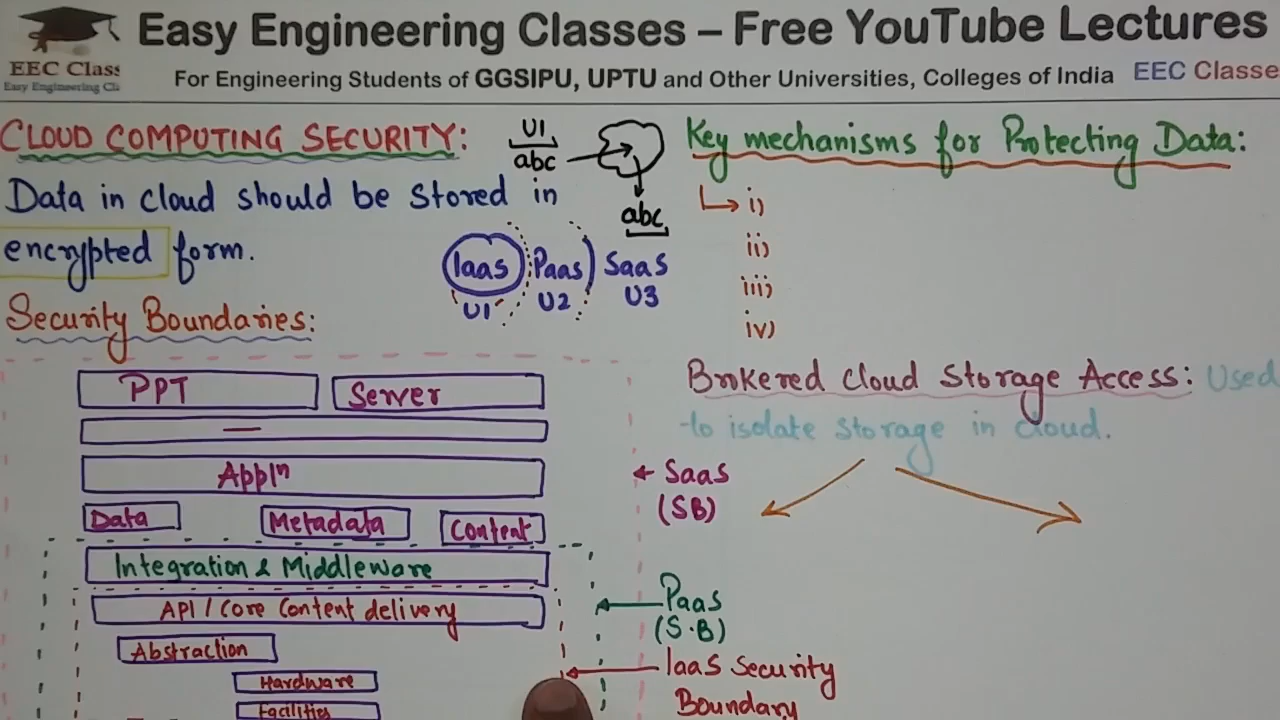 Easy Engineering Classes – Free YouTube Lectures
EEC Class
Easy Engineering Cl
For Engineering Students of GGSIPU, UPTU and Other Universities, Colleges of India
EEC Classe
CLOUD COMPUTING SECURITY:
Data in cloud should be stored in
encrypted form.
U1
abc
abc
Iaas Paas SaaS
U1 U2 U3
Security Boundaries:
PPT Server
Appln
Data Metadata Content
Integration & Middleware
API / Core Content delivery
Abstraction
Hardware
Facilities
SaaS
(SB)
Paas
(S.B)
IaaS Security
Boundary
Key mechanisms for Protecting Data:
i)
ii)
iii)
iv)
Brokered Cloud Storage Access: Used
to isolate storage in cloud.